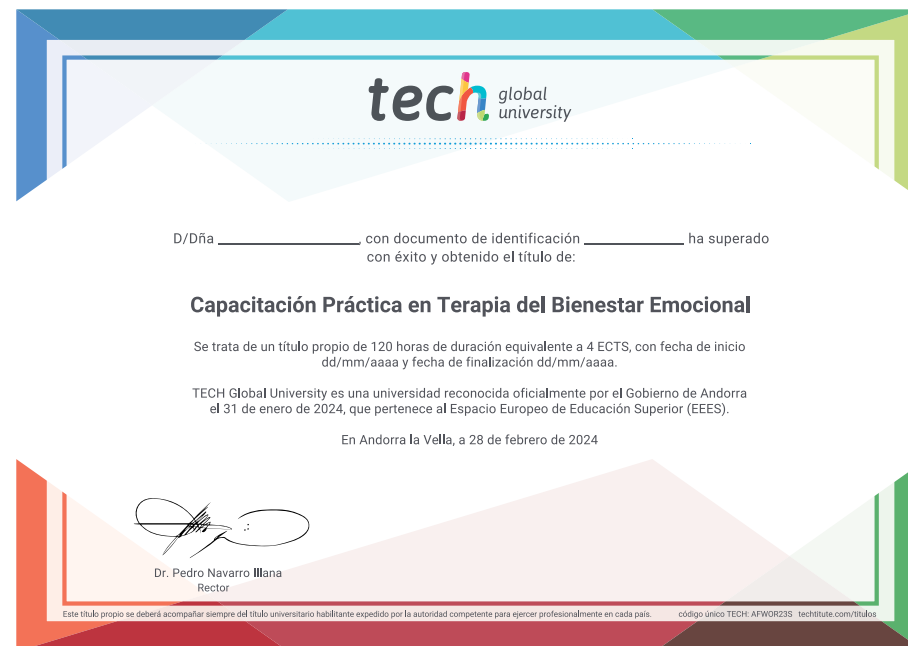 tech global university
D/Dña ____________________, con documento de identificación ______________ ha superado
con éxito y obtenido el título de:
Capacitación Práctica en Terapia del Bienestar Emocional
Se trata de un título propio de 120 horas de duración equivalente a 4 ECTS, con fecha de inicio
dd/mm/aaaa y fecha de finalización dd/mm/aaaa.
TECH Global University es una universidad reconocida oficialmente por el Gobierno de Andorra
el 31 de enero de 2024, que pertenece al Espacio Europeo de Educación Superior (EEES).
En Andorra la Vella, a 28 de febrero de 2024
Dr. Pedro Navarro Illana
Rector
Este título propio se deberá acompañar siempre del título universitario habilitante expedido por la autoridad competente para ejercer profesionalmente en cada país. código único TECH: AFWOR23S techtitute.com/titulos